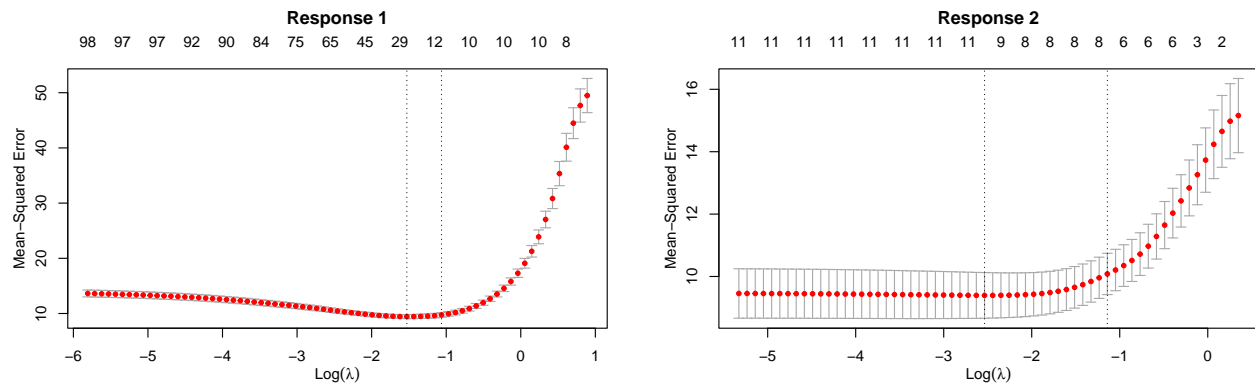 Response 1
98 97 97 92 90 84 75 65 45 29 12 10 10 10 8
50
40
30
20
10
Mean−Squared Error
−6 −5 −4 −3 −2 −1 0 1
Log(λ)
Response 2
11 11 11 11 11 11 11 11 9 8 8 8 8 6 6 6 3 2
16
14
12
10
Mean−Squared Error
−5 −4 −3 −2 −1 0
Log(λ)